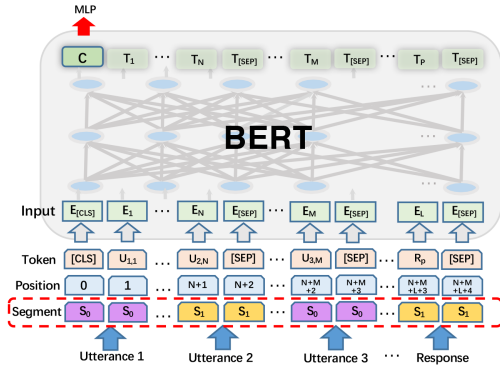 MLP
C T1 ... TN T[SEP] ... TM T[SEP] ... TP T[SEP]
BERT
Input E[CLS] E1 ... EN E[SEP] ... EM E[SEP] EL E[SEP]
Token [CLS] U1,1 ... U2,N [SEP] ... U3,M [SEP] ... Rp [SEP]
Position 0 1 ... N+1 N+2 ... N+M+2 N+M+3 ... N+M+L+3 N+M+L+4
Segment S0 S0 ... S1 S1 ... S0 S0 ... S1 S1
Utterance 1 Utterance 2 Utterance 3 ... Response